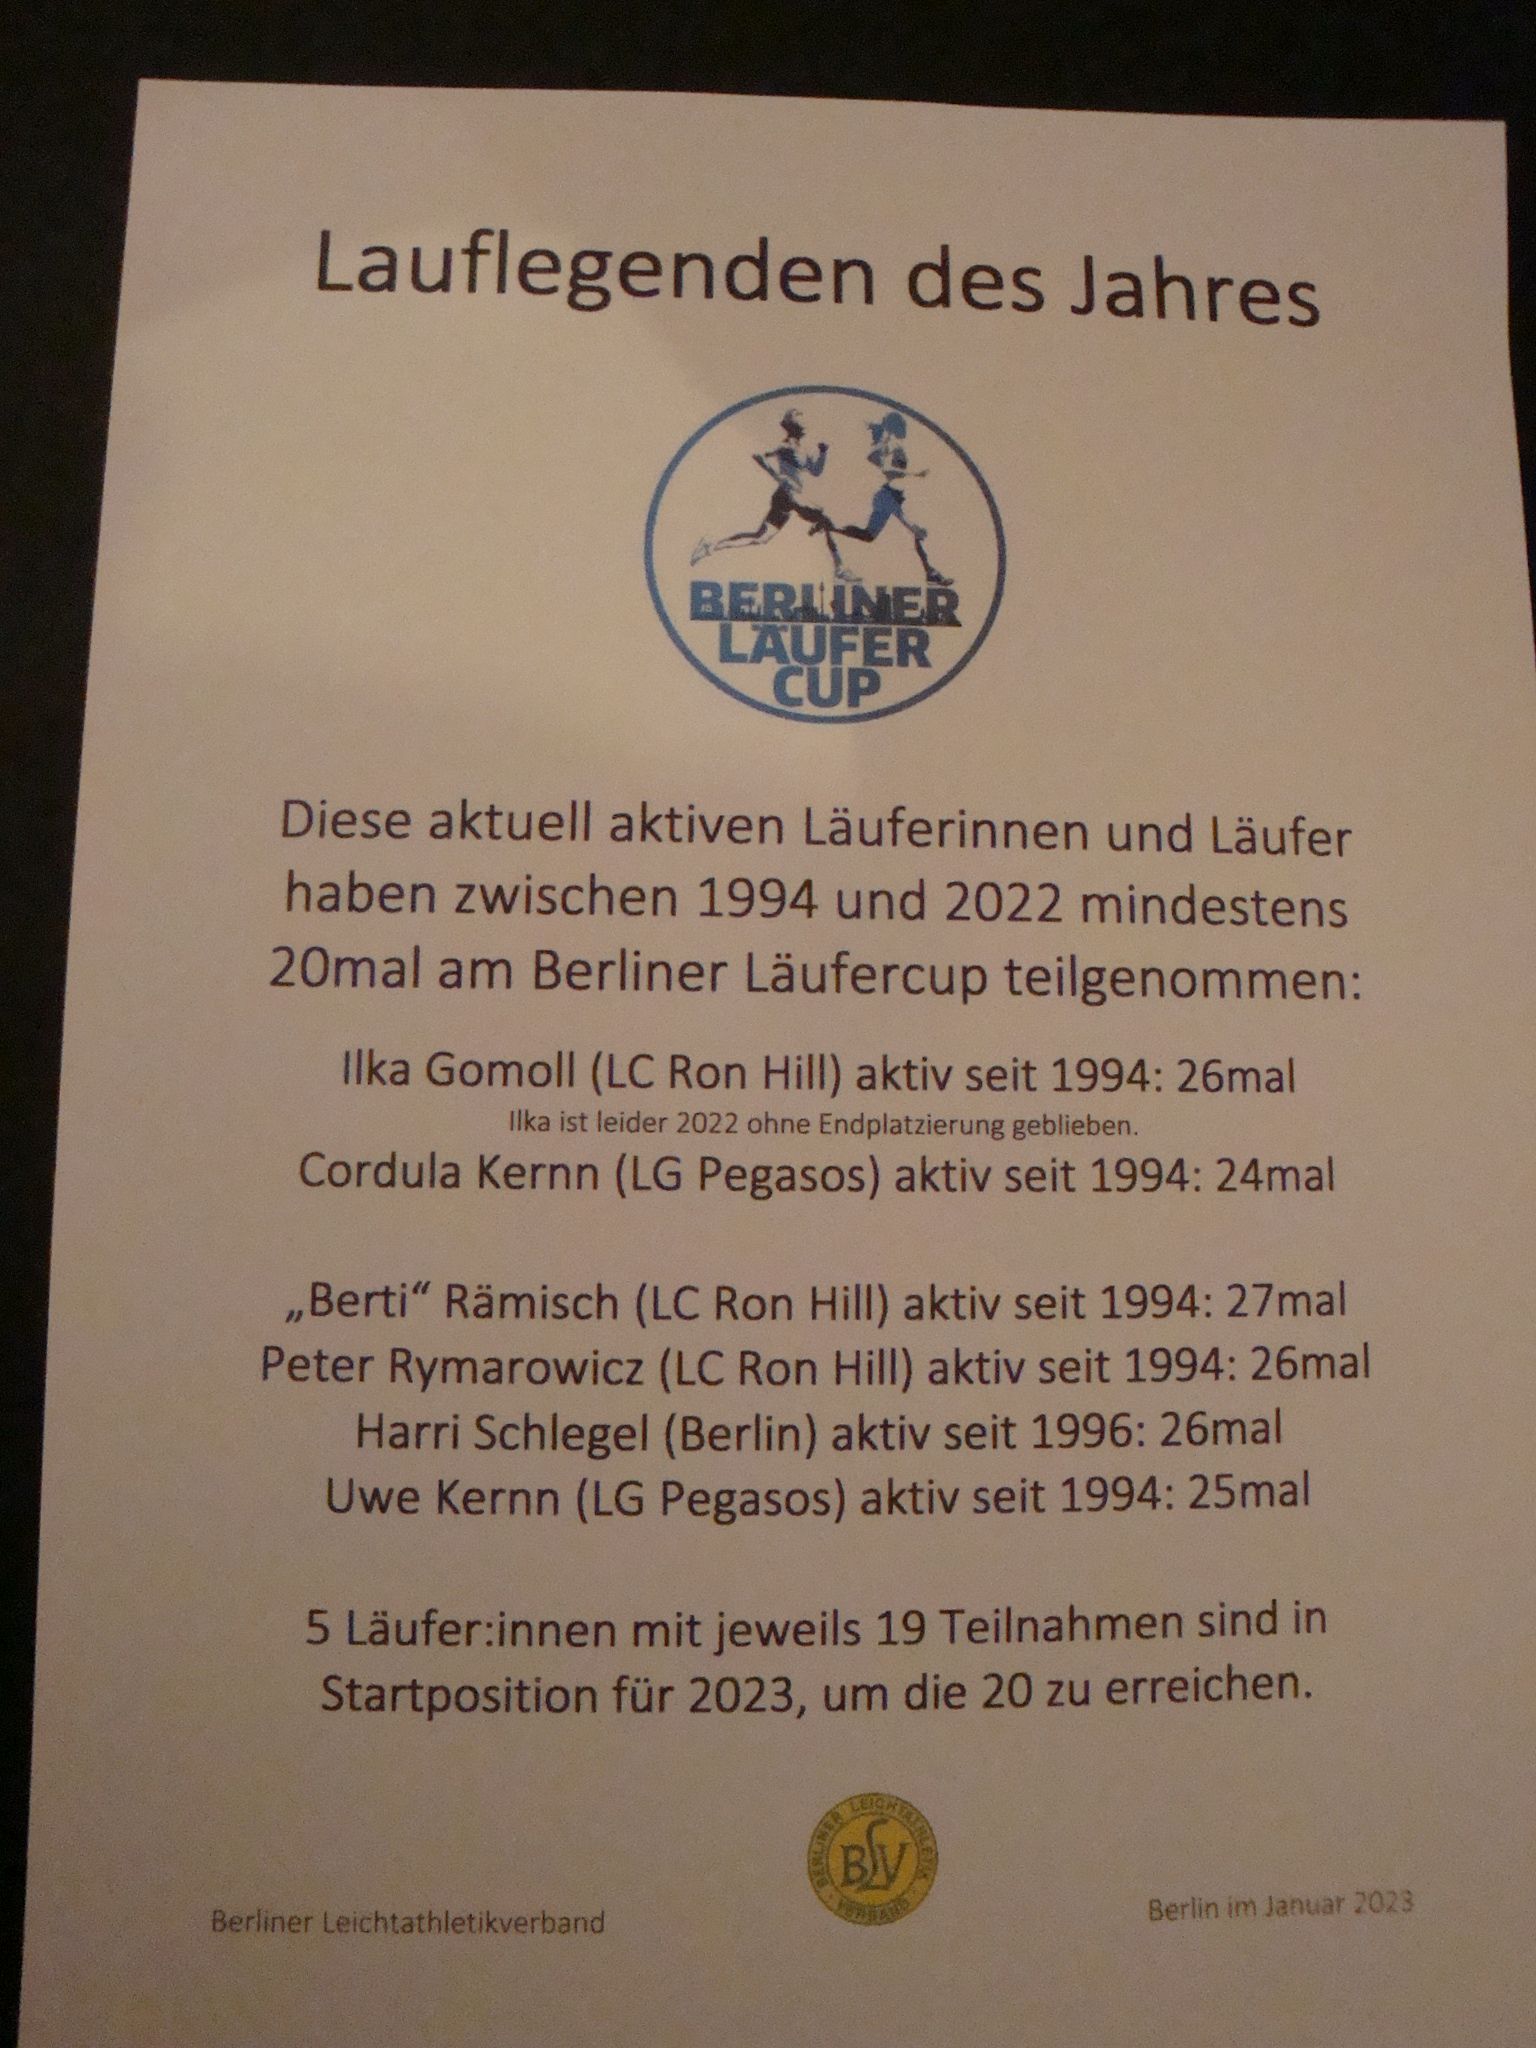 Lauflegenden des Jahres
BERLINER
LÄUFER
CUP
Diese aktuell aktiven Läuferinnen und Läufer
haben zwischen 1994 und 2022 mindestens
20mal am Berliner Läufercup teilgenommen:
Ilka Gomoll (LC Ron Hill) aktiv seit 1994: 26mal
Ilka ist leider 2022 ohne Endplatzierung geblieben.
Cordula Kernn (LG Pegasos) aktiv seit 1994: 24mal
„Berti“ Rämisch (LC Ron Hill) aktiv seit 1994: 27mal
Peter Rymarowicz (LC Ron Hill) aktiv seit 1994: 26mal
Harri Schlegel (Berlin) aktiv seit 1996: 26mal
Uwe Kernn (LG Pegasos) aktiv seit 1994: 25mal
5 Läufer:innen mit jeweils 19 Teilnahmen sind in
Startposition für 2023, um die 20 zu erreichen.
BERLINER LEICHTATHLETIK
BLV
VERBAND
Berliner Leichtathletikverband
Berlin im Januar 2023